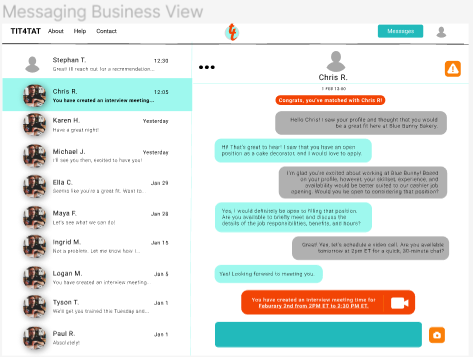 Messaging Business View
TIT4TAT About Help Contact Messages
Stephan T. 12:30
Great! I'll reach out for a recommendation...
Chris R. 12:05
You have created an interview meeting...
Karen H. Yesterday
Have a great night!
Michael J. Yesterday
I'll see you then, excited to have you!
Ella C. Jan 29
Seems like you're a great fit. Want to.
Maya F. Jan 28
Let's see what we can do!
Ingrid M. Jan 15
Not a problem. Let me know how I.
Logan M. Jan 5
You have created an interview meeting.
Tyson T. Jan 1
We'd get you trained this Tuesday and...
Paul R. Jan 1
Absolutely!
Chris R.
1 FEB 12:00
Congrats, you've matched with Chris R!
Hello Chris! I saw your profile and thought that you would
be a great fit here at Blue Bunny Bakery.
Hi! That's great to hear! I saw that you have an open
position as a cake decorator, and I would love to apply.
I'm glad you're excited about working at Blue Bunny! Based
on your profile, however, your skillset, experience, and
availability would be better suited to our cashier job
opening. Would you be open to considering that position?
Yes, I would definitely be open to filling that position.
Are you available to briefly meet and discuss
the details of the job responsibilities, benefits, and hours?
Great! Yes, let's schedule a video call. Are you available
tomorrow at 2pm ET for a quick, 30-minute chat?
Yes! Looking forward to meeting you.
You have created an interview meeting time for
Feburary 2nd from 2PM ET to 2:30 PM ET.